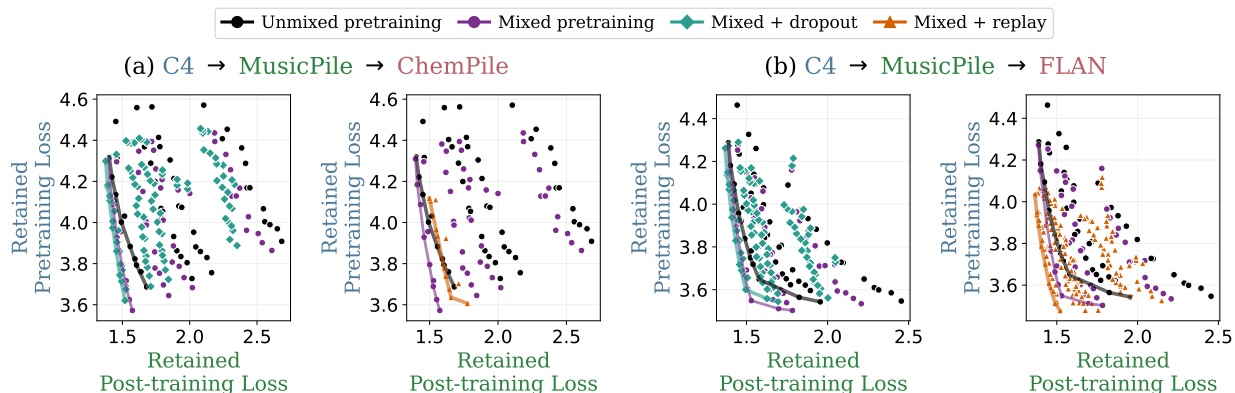 Unmixed pretraining Mixed pretraining Mixed + dropout Mixed + replay
(a) C4 → MusicPile → ChemPile
(b) C4 → MusicPile → FLAN
Retained
Pretraining Loss
4.6
4.4
4.2
4.0
3.8
3.6
1.5 2.0 2.5
Retained
Post-training Loss
Retained
Pretraining Loss
4.6
4.4
4.2
4.0
3.8
3.6
1.5 2.0 2.5
Retained
Post-training Loss
Retained
Pretraining Loss
4.4
4.2
4.0
3.8
3.6
1.5 2.0 2.5
Retained
Post-training Loss
Retained
Pretraining Loss
4.4
4.2
4.0
3.8
3.6
1.5 2.0 2.5
Retained
Post-training Loss